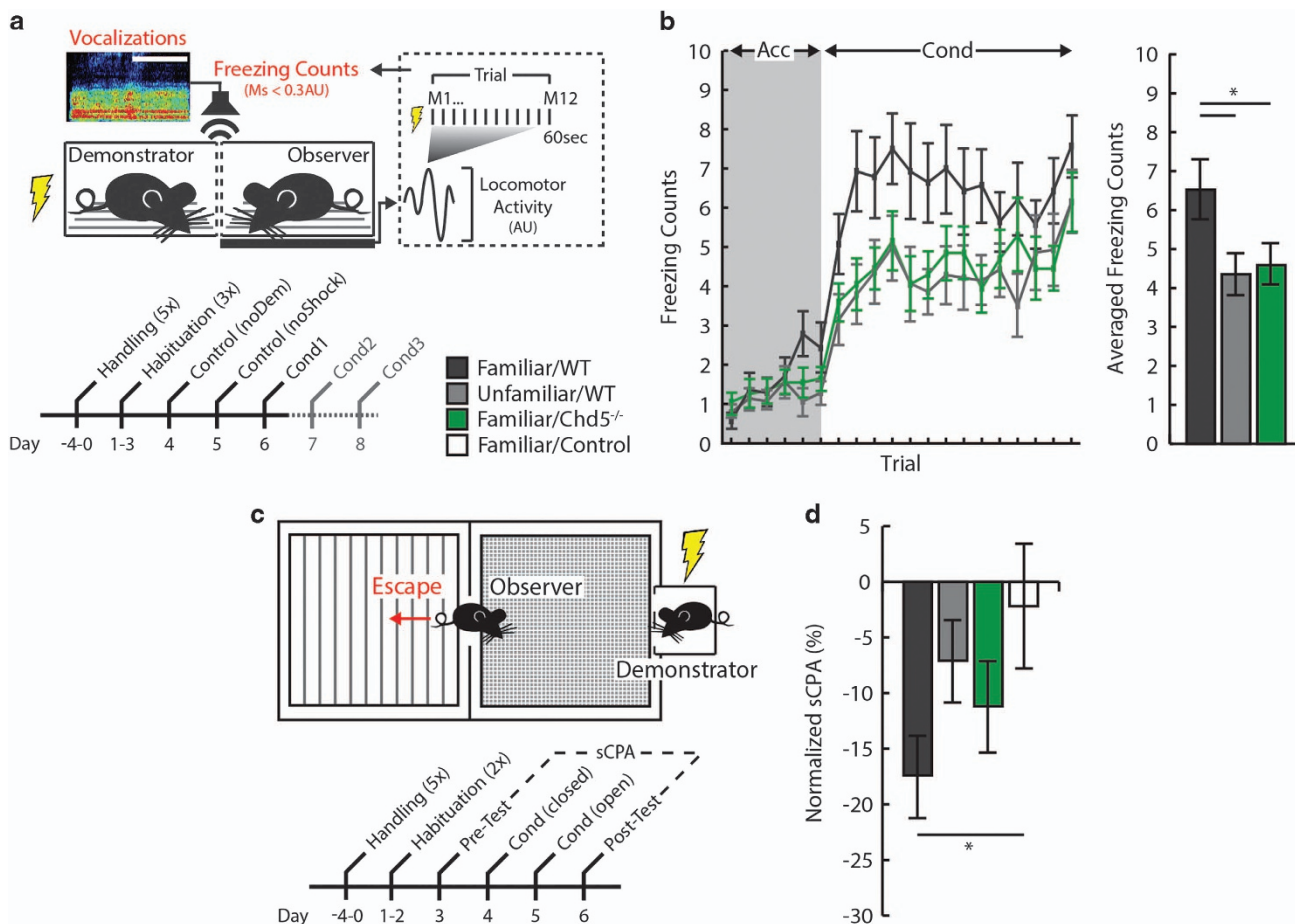 a
Vocalizations
Freezing Counts
(Ms < 0.3AU)
Trial
M1...
M12
60sec
Demonstrator
Observer
Locomotor
Activity
(AU)
Handling (5x)
Habituation (3x)
Control (noDem)
Control (noShock)
Cond1
Cond2
Cond3
Day
-4-0
1-3
4
5
6
7
8
Familiar/WT
Unfamiliar/WT
Familiar/Chd5-/-
Familiar/Control
b
Acc
Cond
Freezing Counts
10
9
8
7
6
5
4
3
2
1
0
Trial
Averaged Freezing Counts
10
9
8
7
6
5
4
3
2
1
0
*
c
Escape
Observer
Demonstrator
sCPA
Handling (5x)
Habituation (2x)
Pre-Test
Cond (closed)
Cond (open)
Post-Test
Day
-4-0
1-2
3
4
5
6
d
Normalized sCPA (%)
5
0
-5
-10
-15
-20
-25
-30
*